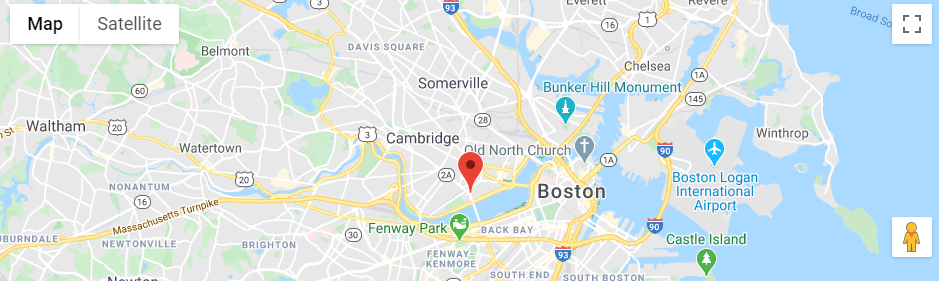 Map
Satellite
93
Everett
Revere
Broad So
1
16
DAVIS SQUARE
Belmont
Chelsea
1A
Somerville
Bunker Hill Monument
60
145
28
Waltham
20
3
Cambridge
Winthrop
Old North Church
Watertown
90
1A
2A
20
Boston Logan
International
Airport
NONANTUM
Boston
16
Massachusetts Turnpike
Fenway Park
BACK BAY
90
30
AUBURNDALE
NEWTONVILLE
BRIGHTON
Castle Island
FENWAY-
KENMORE
93
SOUTH END
SOUTH BOSTON
Newton